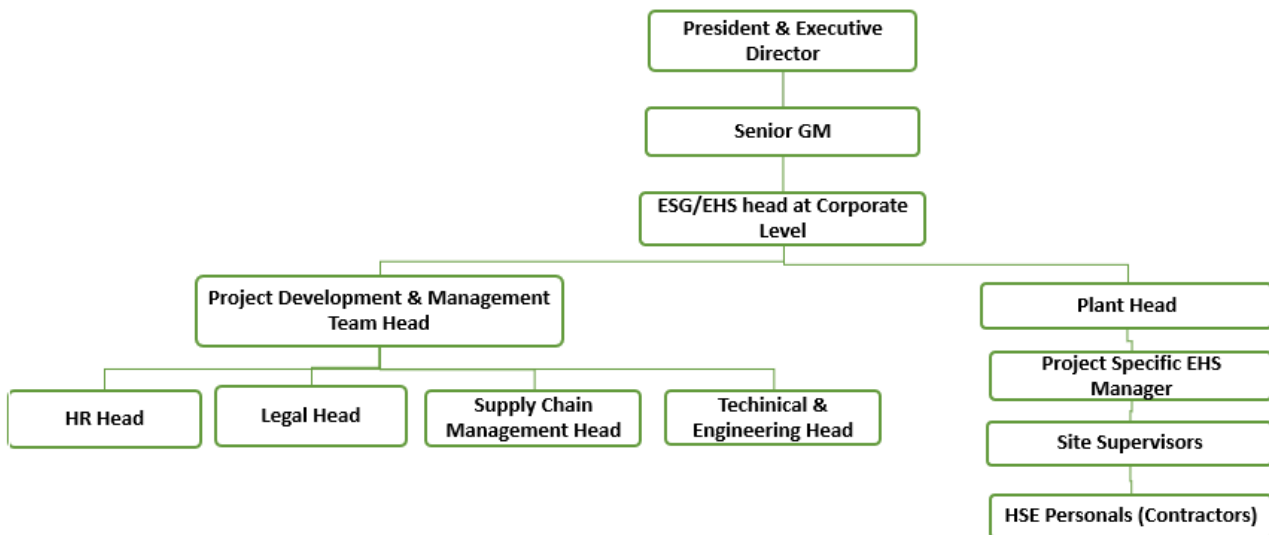 President & Executive
Director
Senior GM
ESG/EHS head at Corporate
Level
Project Development & Management
Team Head
Plant Head
Project Specific EHS
Manager
HR Head
Legal Head
Supply Chain
Management Head
Techinical &
Engineering Head
Site Supervisors
HSE Personals (Contractors)